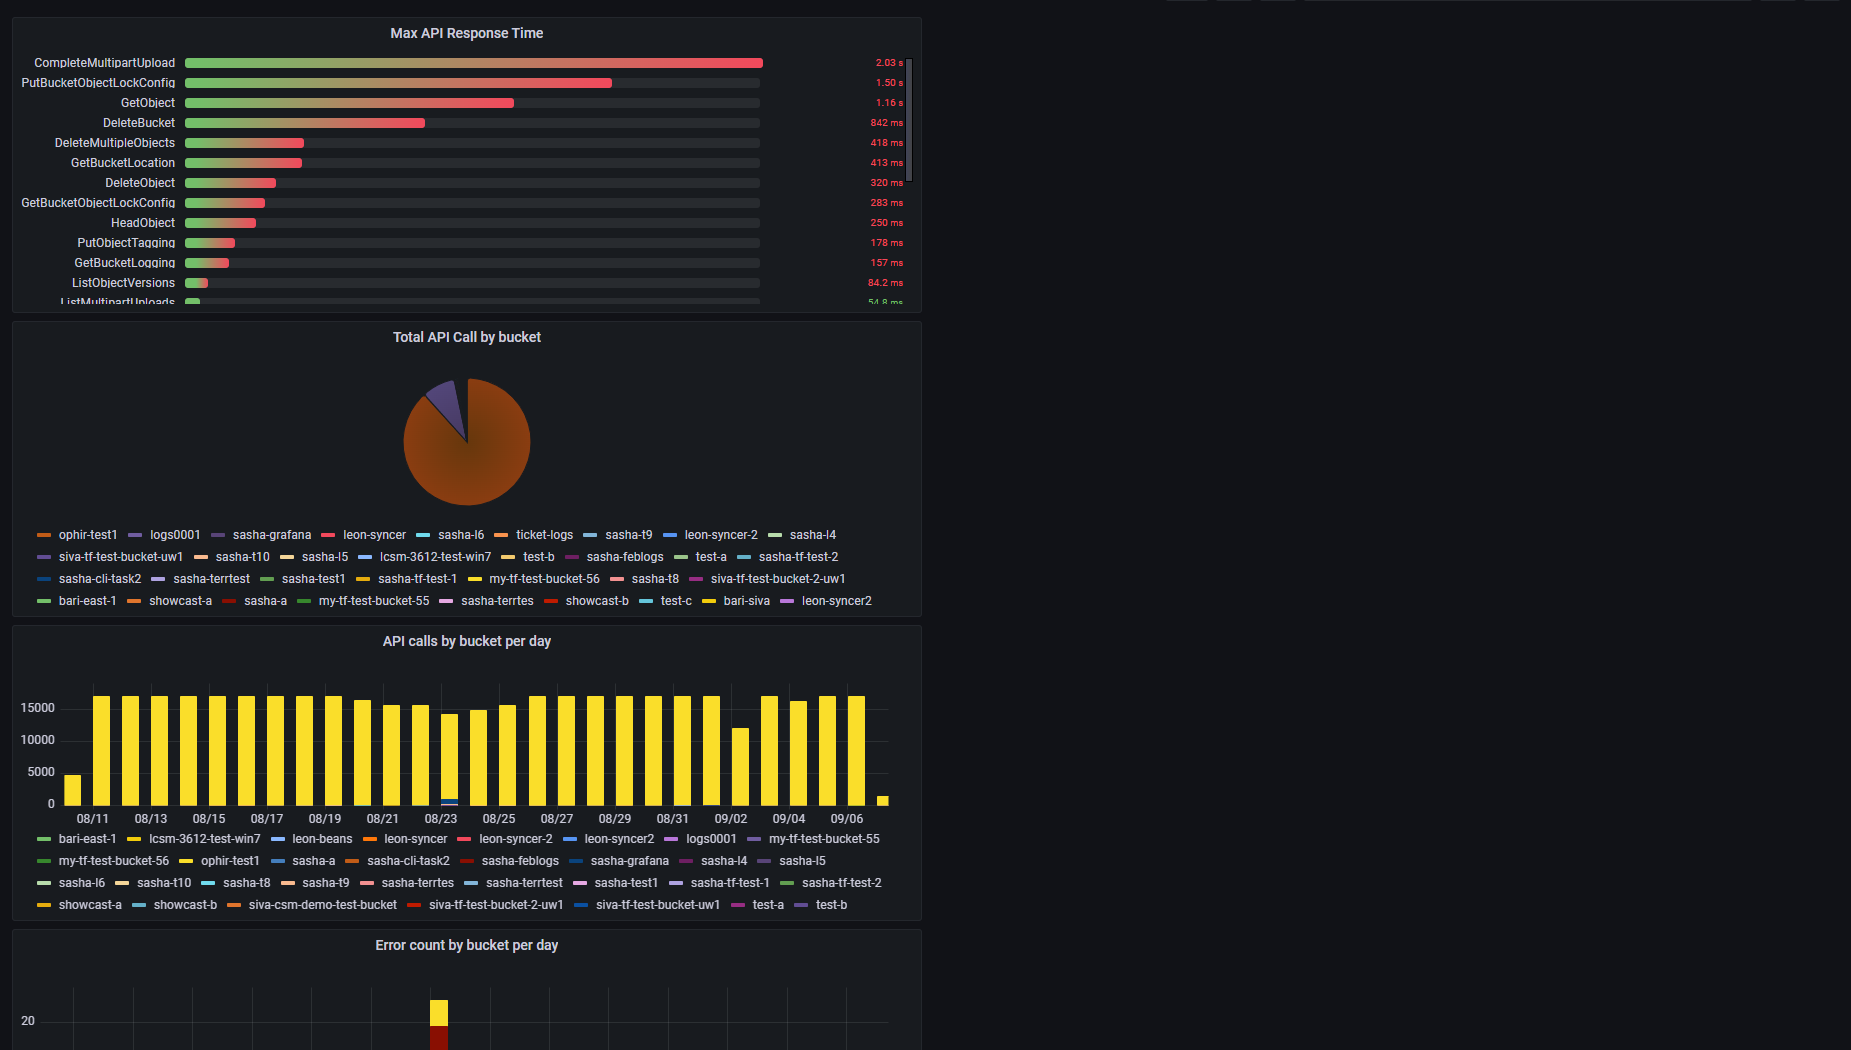 Max API Response Time
CompleteMultipartUpload 2.03 s
PutBucketObjectLockConfig 1.50 s
GetObject 1.16 s
DeleteBucket 842 ms
DeleteMultipleObjects 418 ms
GetBucketLocation 413 ms
DeleteObject 320 ms
GetBucketObjectLockConfig 283 ms
HeadObject 250 ms
PutObjectTagging 178 ms
GetBucketLogging 157 ms
ListObjectVersions 84.2 ms
ListMultipartUploads 54.8 ms
Total API Call by bucket
ophir-test1 logs0001 sasha-grafana leon-syncer sasha-l6 ticket-logs sasha-t9 leon-syncer-2 sasha-l4
siva-tf-test-bucket-uw1 sasha-t10 sasha-l5 lcsm-3612-test-win7 test-b sasha-feblogs test-a sasha-tf-test-2
sasha-cli-task2 sasha-terrtest sasha-test1 sasha-tf-test-1 my-tf-test-bucket-56 sasha-t8 siva-tf-test-bucket-2-uw1
bari-east-1 showcast-a sasha-a my-tf-test-bucket-55 sasha-terrtes showcast-b test-c bari-siva leon-syncer2
API calls by bucket per day
15000
10000
5000
0
08/11 08/13 08/15 08/17 08/19 08/21 08/23 08/25 08/27 08/29 08/31 09/02 09/04 09/06
bari-east-1 lcsm-3612-test-win7 leon-beans leon-syncer leon-syncer-2 leon-syncer2 logs0001 my-tf-test-bucket-55
my-tf-test-bucket-56 ophir-test1 sasha-a sasha-cli-task2 sasha-feblogs sasha-grafana sasha-l4 sasha-l5
sasha-l6 sasha-t10 sasha-t8 sasha-t9 sasha-terrtes sasha-terrtest sasha-test1 sasha-tf-test-1 sasha-tf-test-2
showcast-a showcast-b siva-csm-demo-test-bucket siva-tf-test-bucket-2-uw1 siva-tf-test-bucket-uw1 test-a test-b
Error count by bucket per day
20